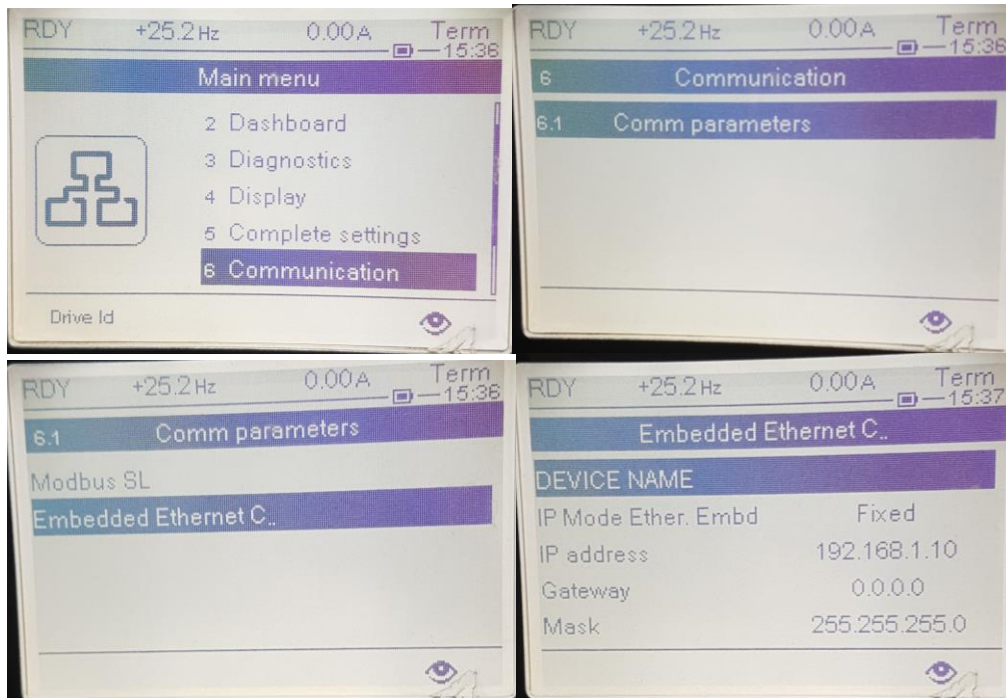 RDY +25.2 Hz 0.00A Term
15:36
Main menu
2 Dashboard
3 Diagnostics
4 Display
5 Complete settings
6 Communication
Drive Id
RDY +25.2 Hz 0.00A Term
15:36
6 Communication
6.1 Comm parameters
RDY +25.2 Hz 0.00A Term
15:36
6.1 Comm parameters
Modbus SL
Embedded Ethernet C..
RDY +25.2 Hz 0.00A Term
15:37
Embedded Ethernet C..
DEVICE NAME
IP Mode Ether. Embd Fixed
IP address 192.168.1.10
Gateway 0.0.0.0
Mask 255.255.255.0